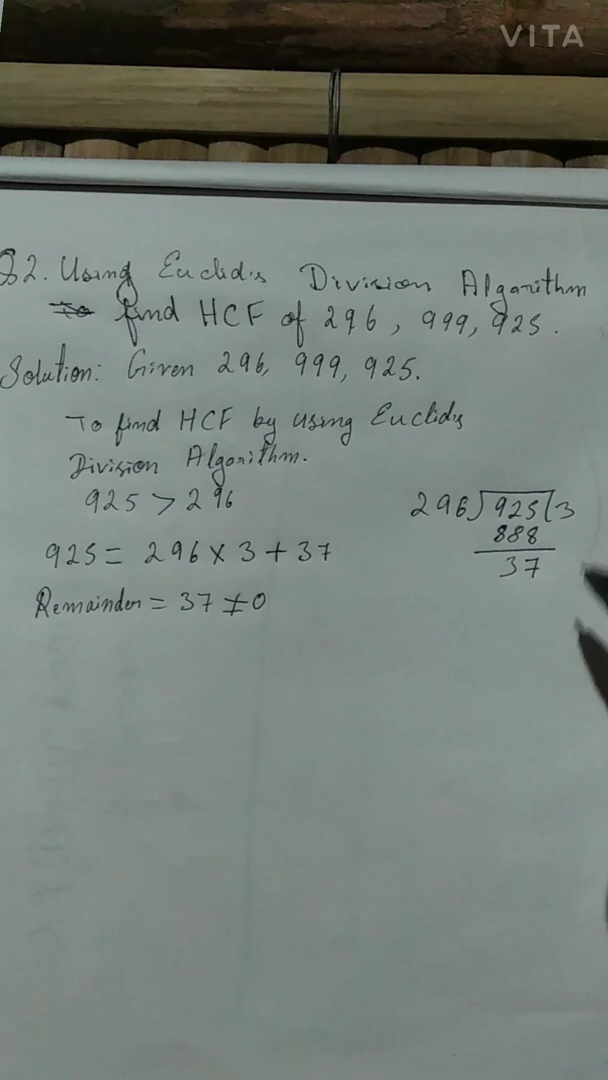 VITA
Q2. Using Euclid's Division Algorithm
find HCF of 296, 999, 925.
Solution: Given 296, 999, 925.
To find HCF by using Euclid's
Division Algorithm.
925 > 296
296)925(3
888
37
925 = 296 × 3 + 37
Remainder = 37 ≠ 0